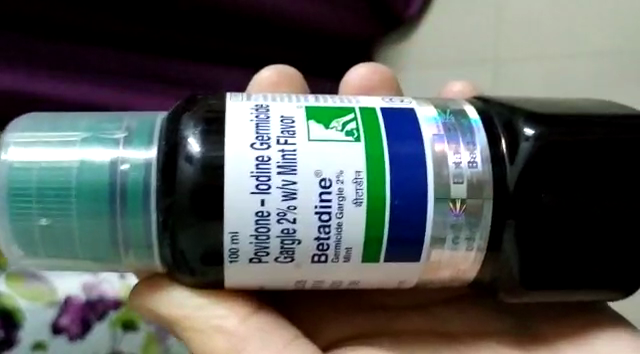 100 ml
Povidone – Iodine Germicide
Gargle 2% w/v Mint Flavor
Betadine®
Germicide Gargle 2%
Mint
बीटाडीन